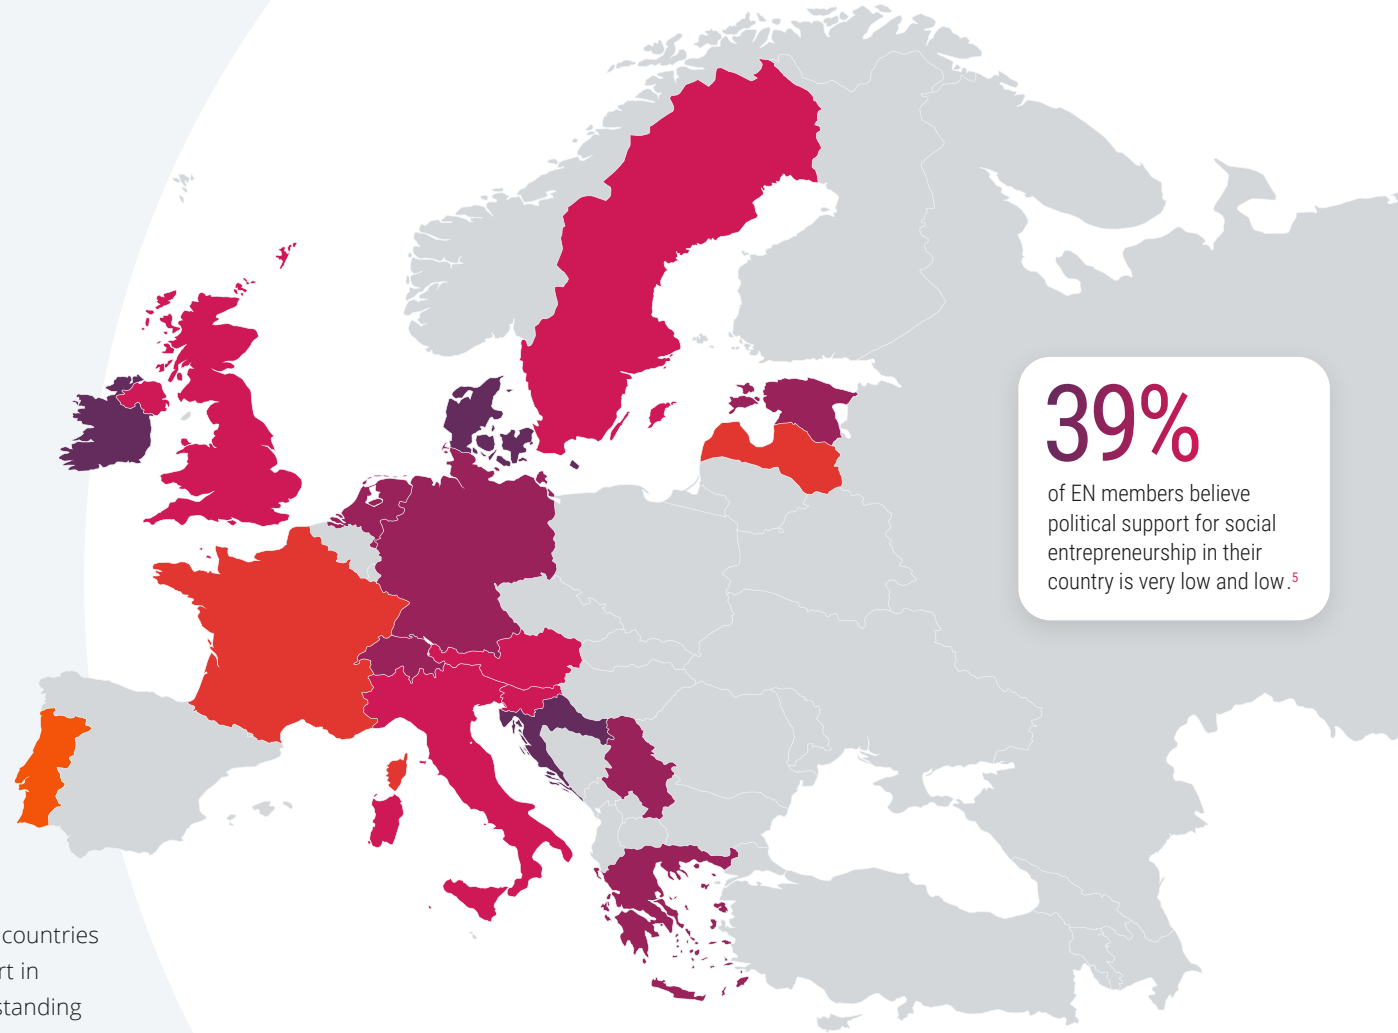 39%
of EN members believe
political support for social
entrepreneurship in their
country is very low and low.5
countries
rt in
standing